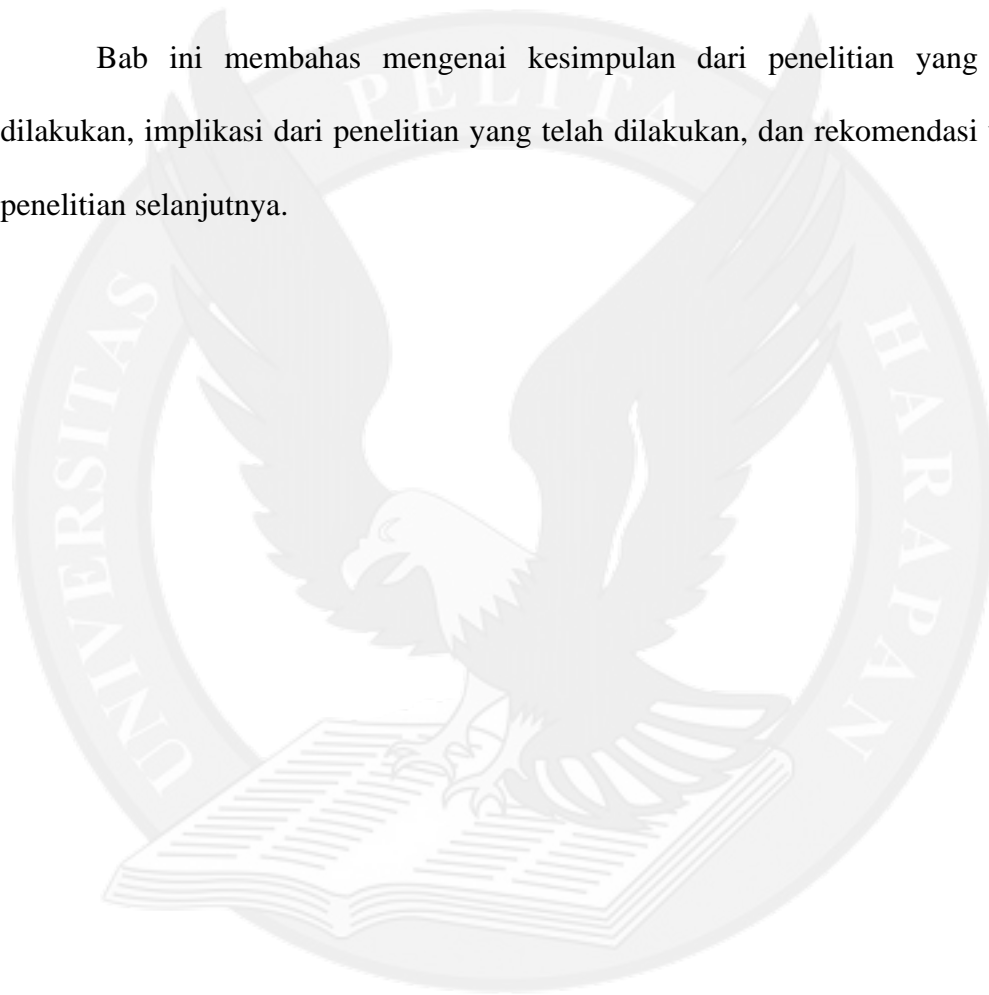 Bab ini membahas mengenai kesimpulan dari penelitian yang
dilakukan, implikasi dari penelitian yang telah dilakukan, dan rekomendasi
penelitian selanjutnya.
UNIVERSITAS PELITA HARAPAN